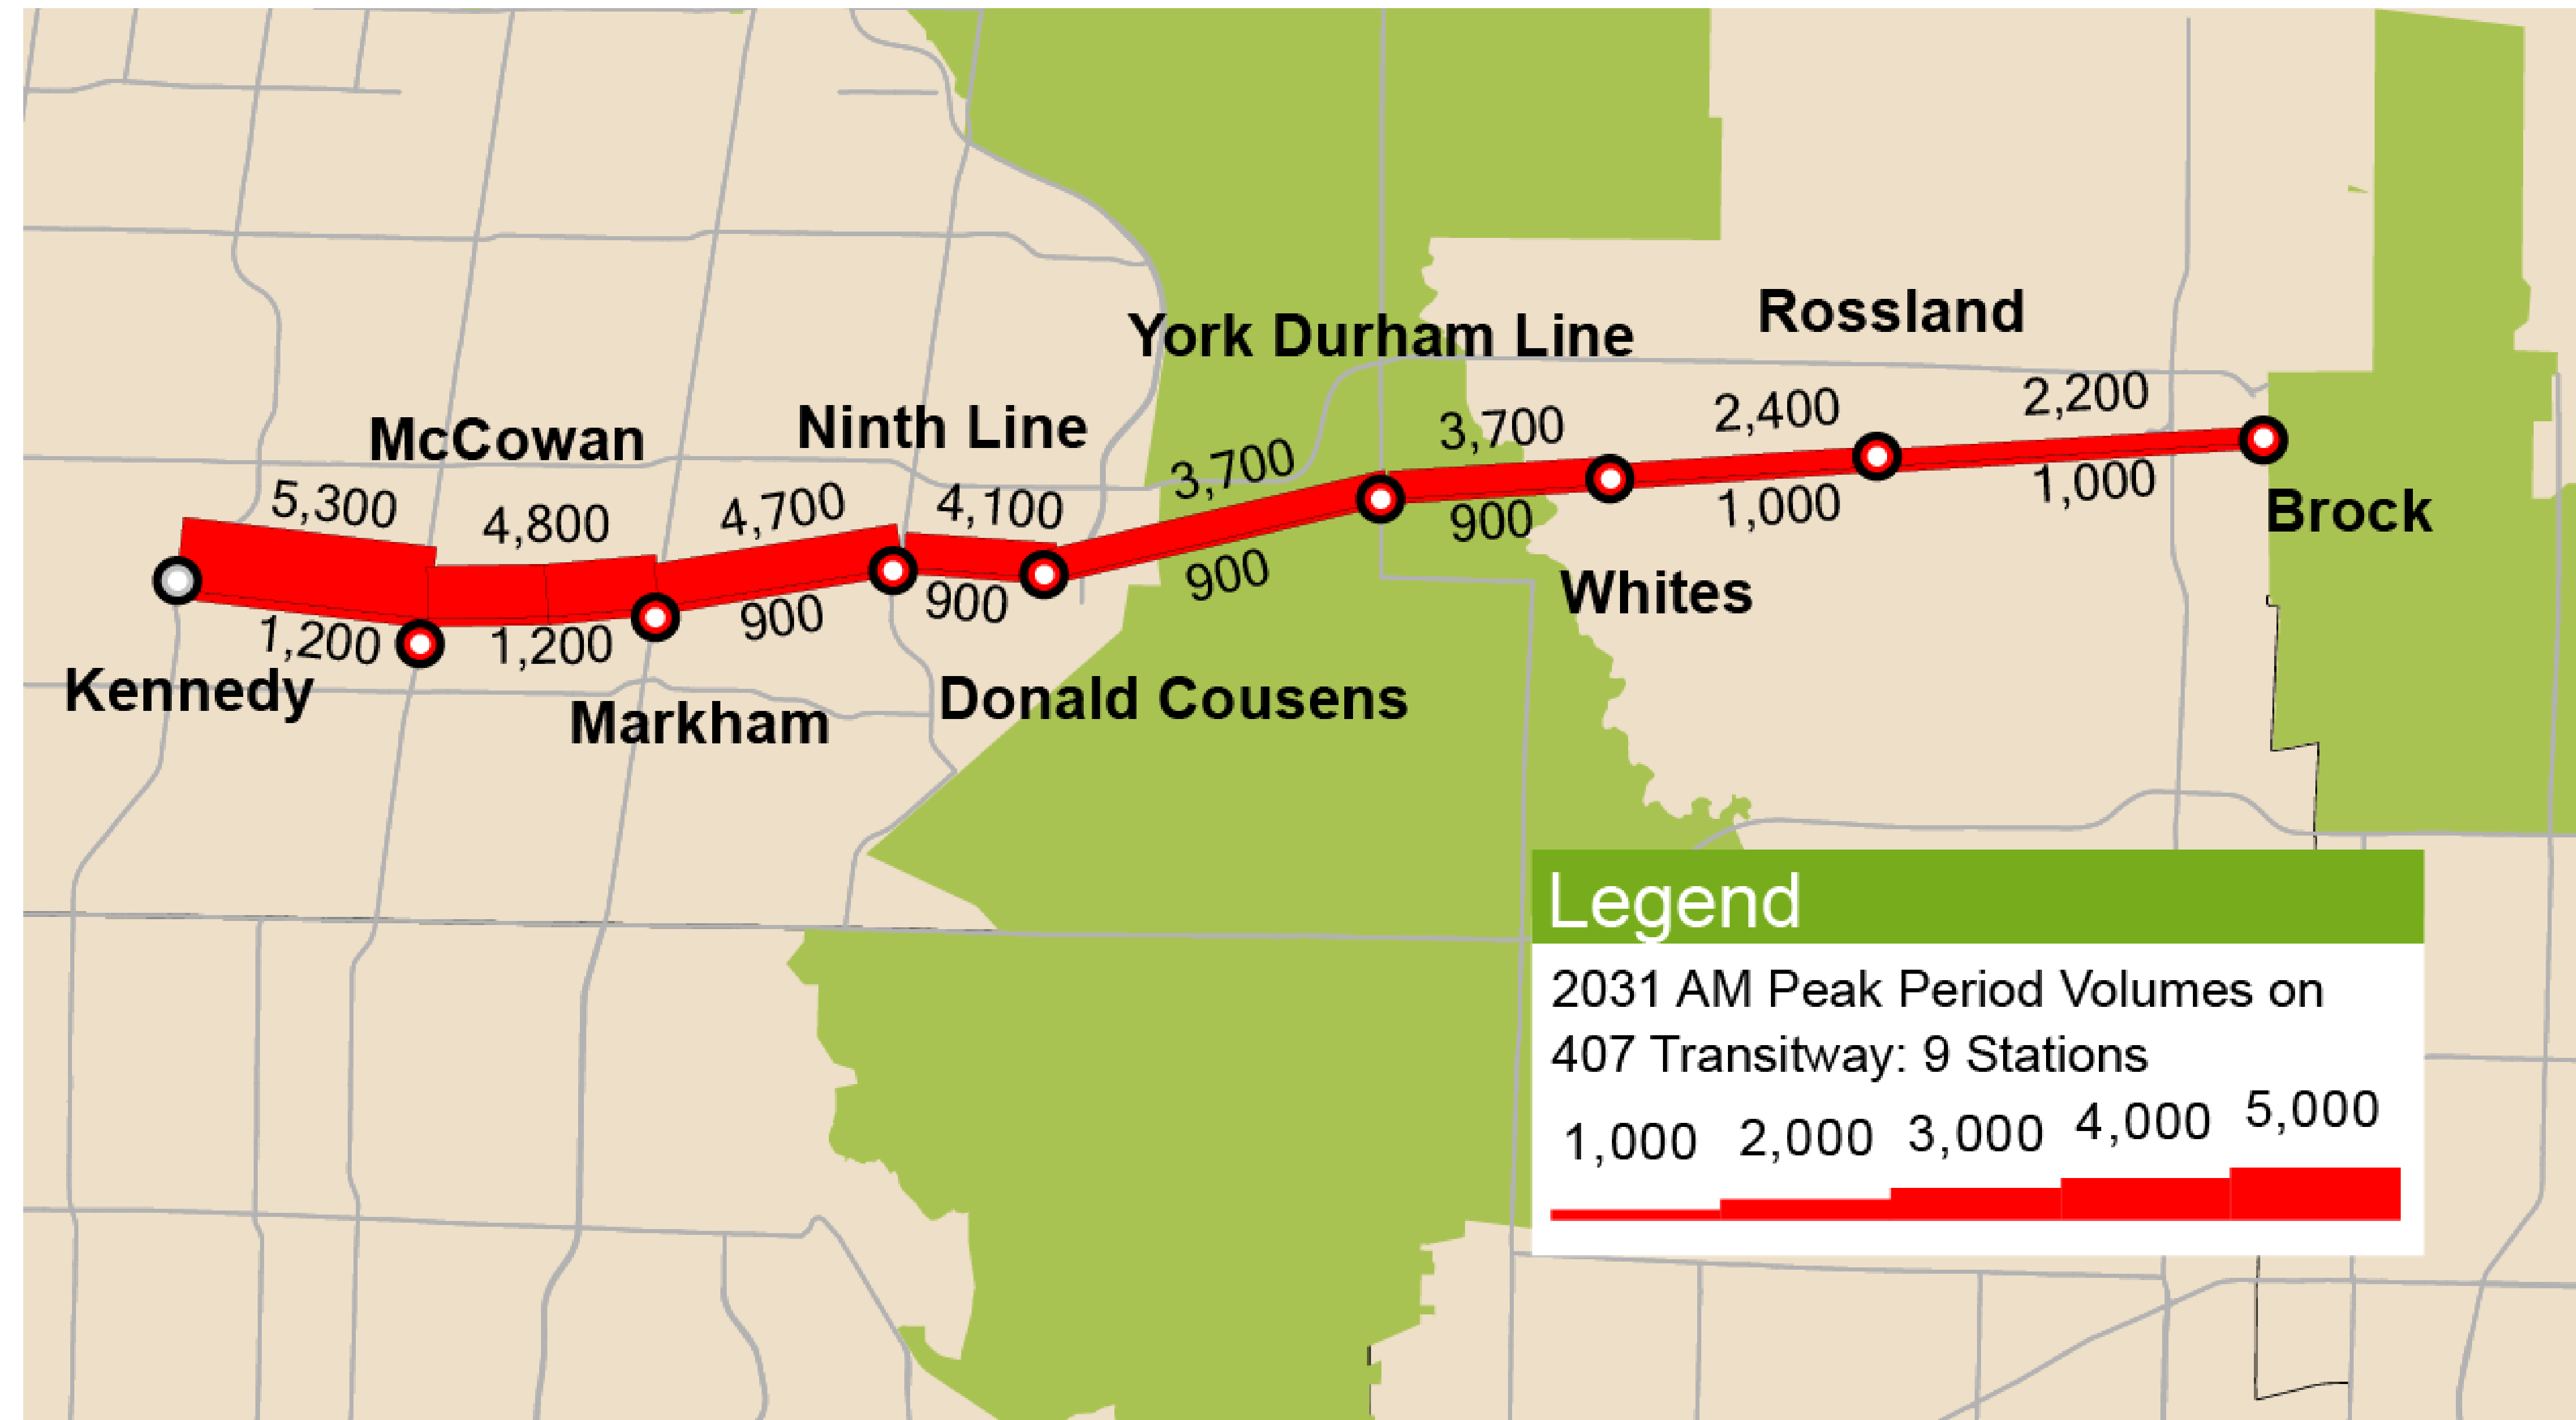 York Durham Line
Rossland
McCowan
Ninth Line
5,300
4,800
4,700
4,100
3,700
3,700
2,400
2,200
1,200
1,200
900
900
900
900
1,000
1,000
Brock
Whites
Kennedy
Markham
Donald Cousens
Legend
2031 AM Peak Period Volumes on
407 Transitway: 9 Stations
1,000 2,000 3,000 4,000 5,000